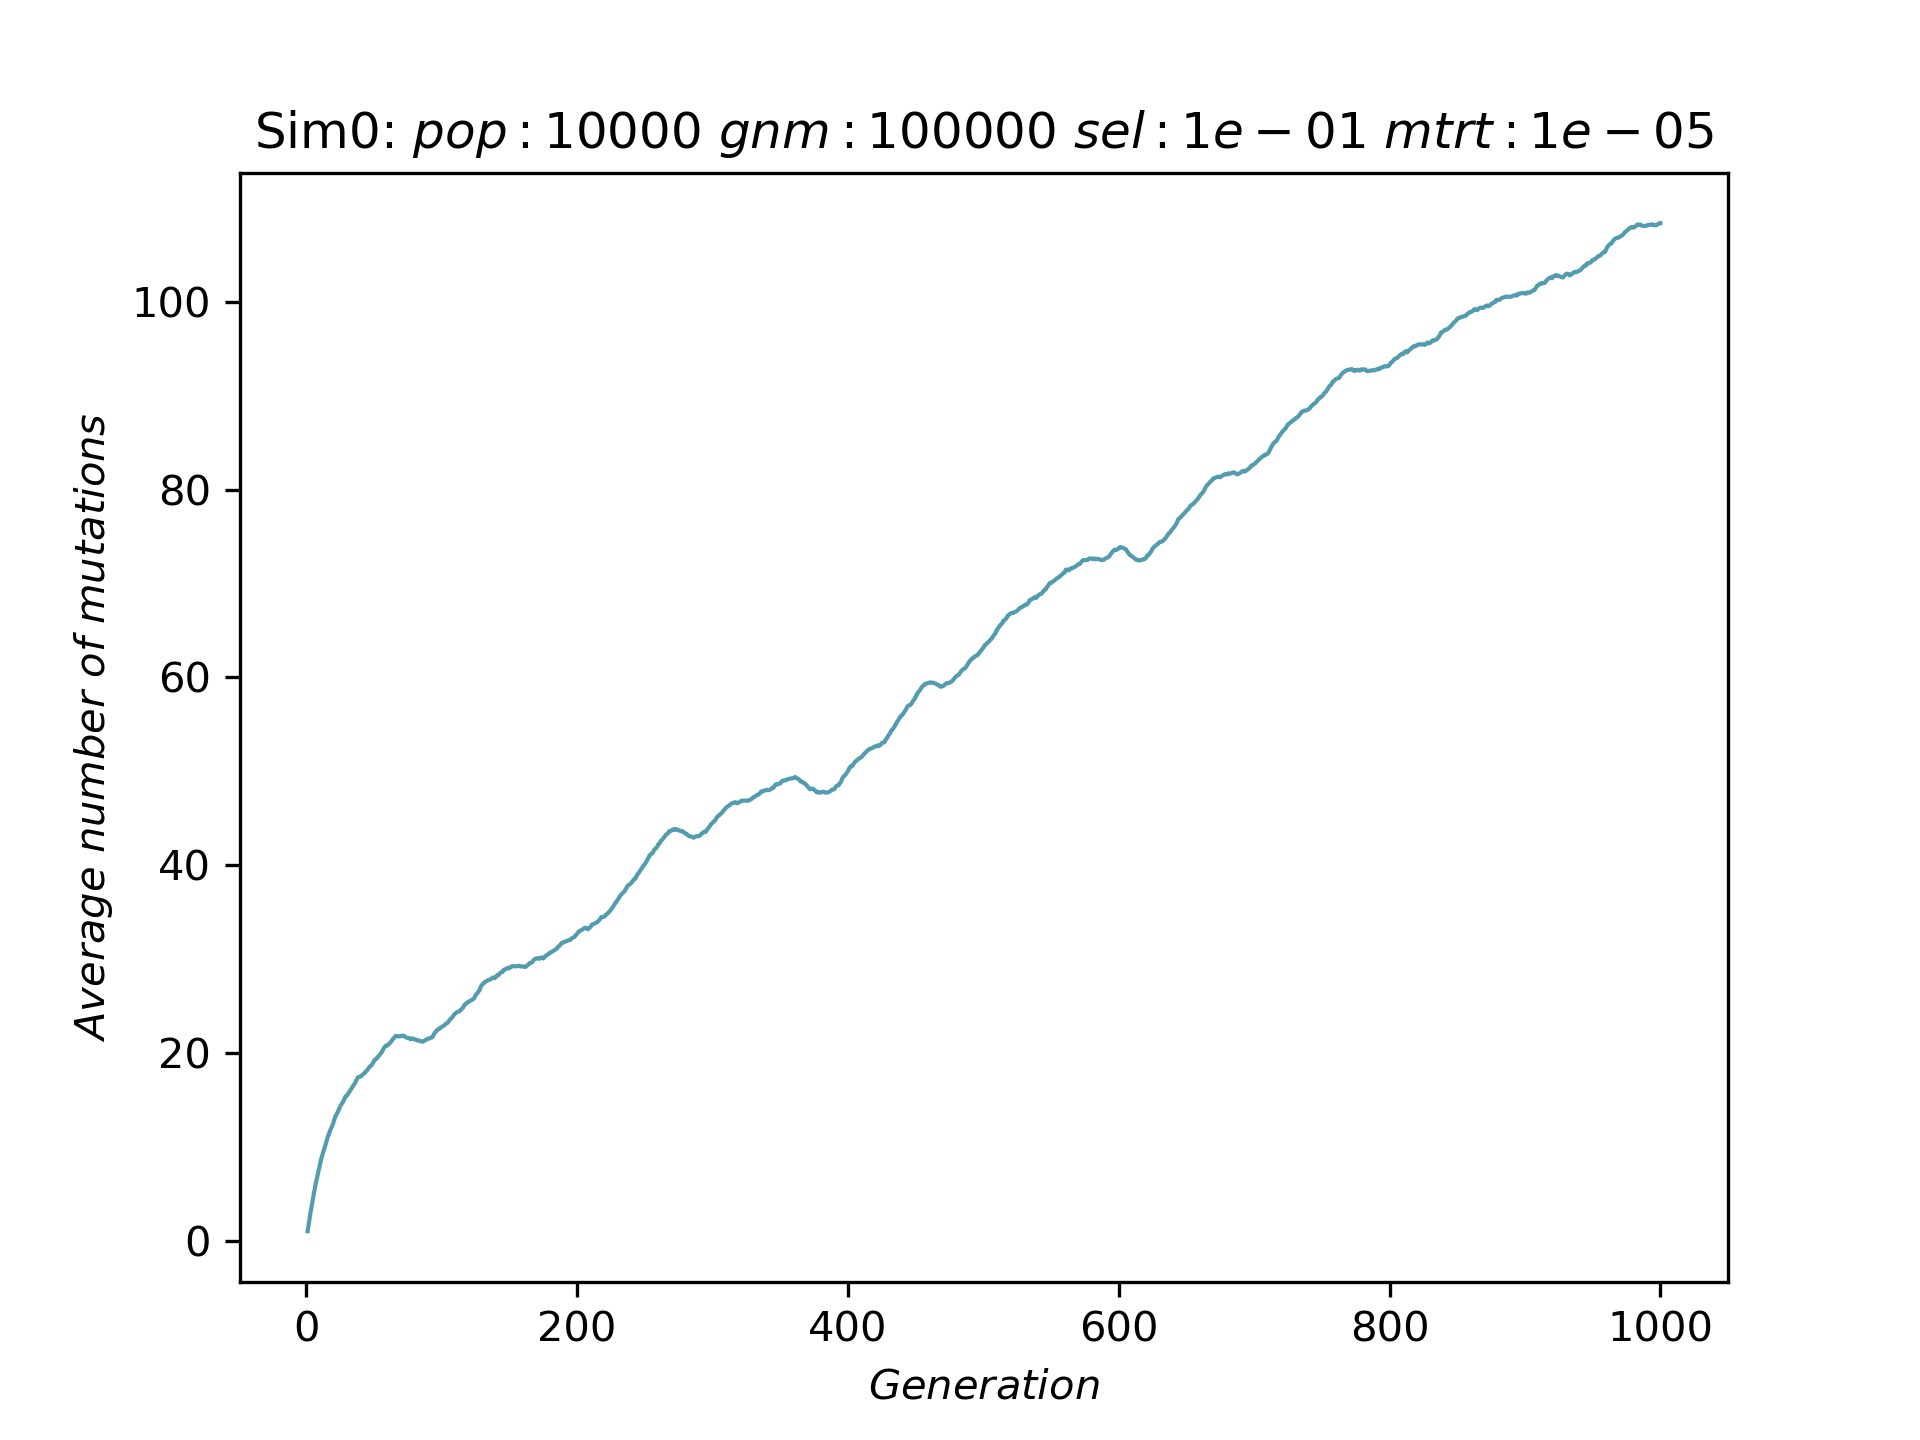 Sim0: pop : 10000 gnm : 100000 sel : 1e − 01 mtrt : 1e − 05
Average number of mutations
100
80
60
40
20
0
0 200 400 600 800 1000
Generation